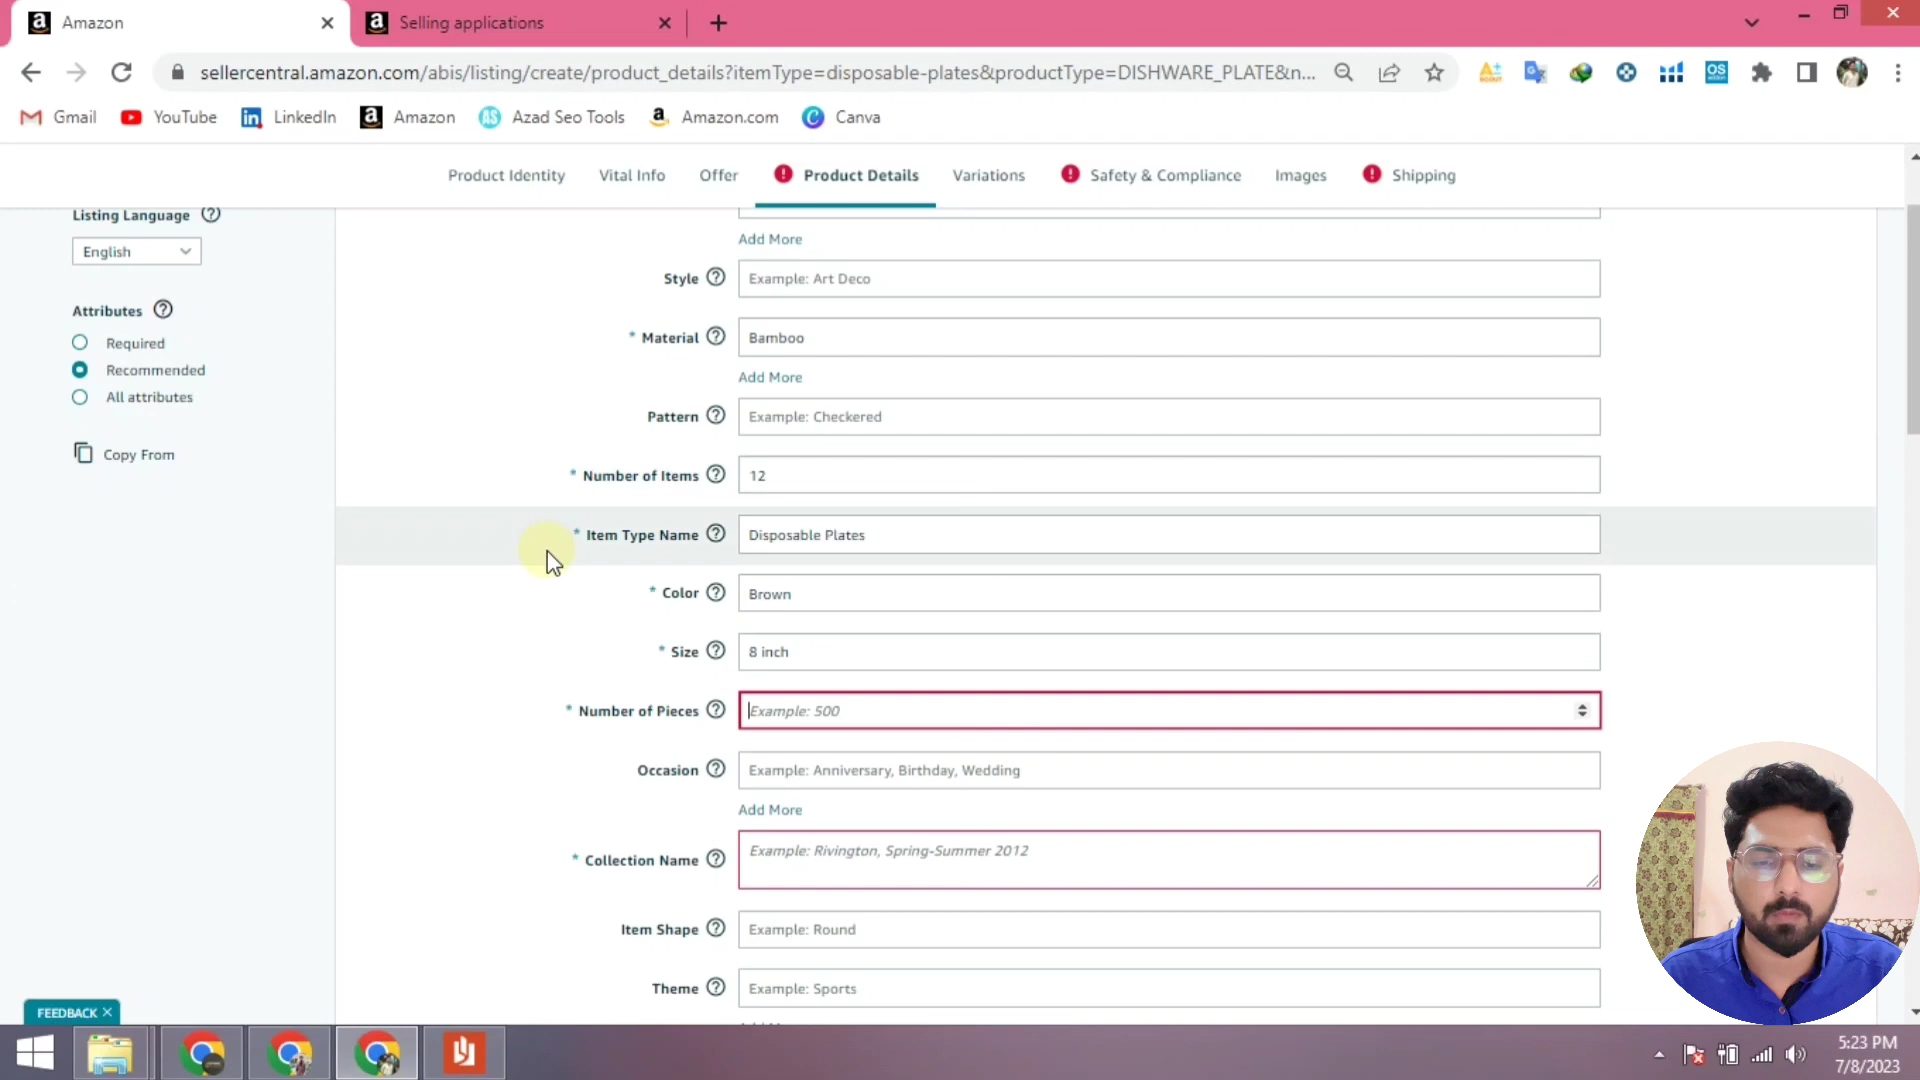 Amazon
Selling applications
sellercentral.amazon.com/abis/listing/create/product_details?itemType=disposable-plates&productType=DISHWARE_PLATE&n...
Gmail
YouTube
LinkedIn
Amazon
Azad Seo Tools
Amazon.com
Canva
Product Identity
Vital Info
Offer
Product Details
Variations
Safety & Compliance
Images
Shipping
Listing Language
English
Attributes
Required
Recommended
All attributes
Copy From
Add More
Style
Example: Art Deco
* Material
Bamboo
Add More
Pattern
Example: Checkered
* Number of Items
12
* Item Type Name
Disposable Plates
* Color
Brown
* Size
8 inch
* Number of Pieces
Example: 500
Occasion
Example: Anniversary, Birthday, Wedding
Add More
* Collection Name
Example: Rivington, Spring-Summer 2012
Item Shape
Example: Round
Theme
Example: Sports
FEEDBACK
5:23 PM
7/8/2023